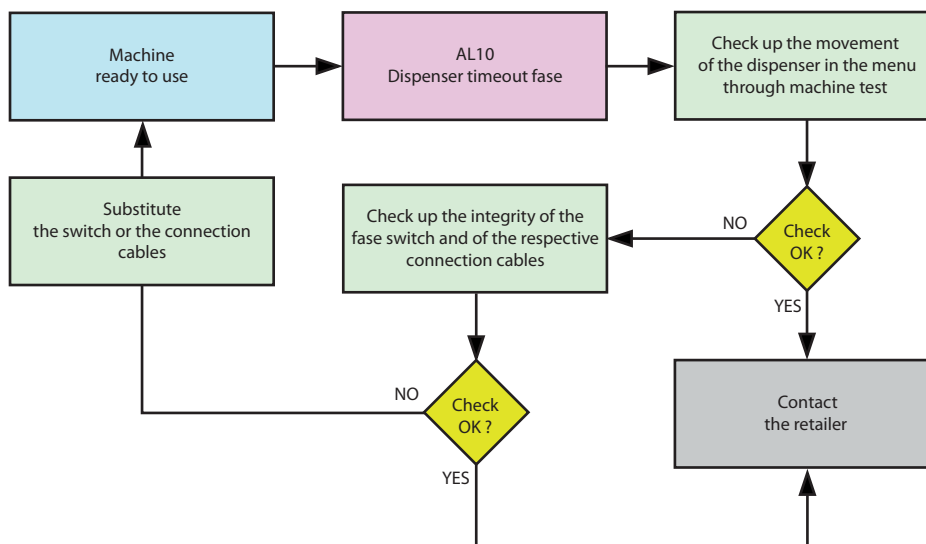 Machine
ready to use
AL10
Dispenser timeout fase
Check up the movement
of the dispenser in the menu
through machine test
Substitute
the switch or the connection
cables
Check up the integrity of the
fase switch and of the respective
connection cables
NO
Check
OK ?
YES
NO
Check
OK ?
YES
Contact
the retailer